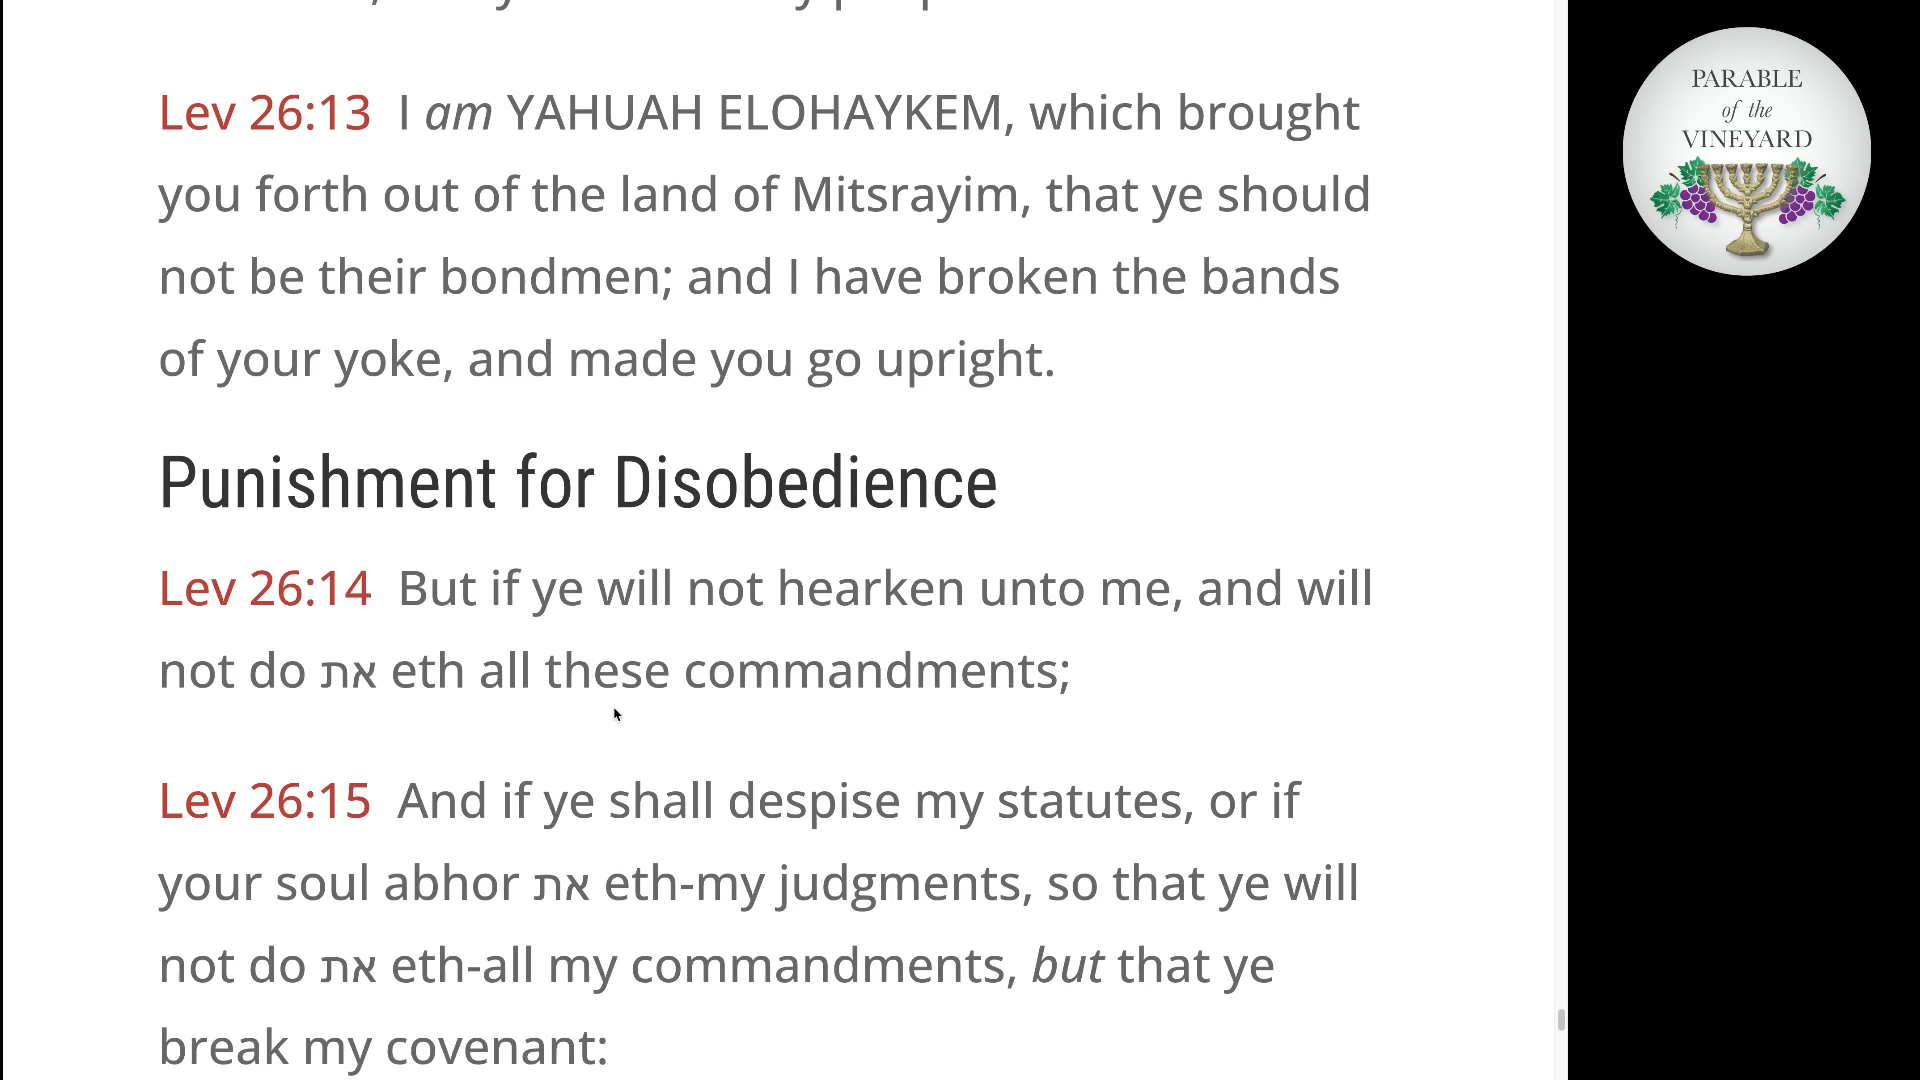 Lev 26:13 I am YAHUAH ELOHAYKEM, which brought
you forth out of the land of Mitsrayim, that ye should
not be their bondmen; and I have broken the bands
of your yoke, and made you go upright.
Punishment for Disobedience
Lev 26:14 But if ye will not hearken unto me, and will
not do את eth all these commandments;
Lev 26:15 And if ye shall despise my statutes, or if
your soul abhor את eth-my judgments, so that ye will
not do את eth-all my commandments, but that ye
break my covenant:
PARABLE
of the
VINEYARD